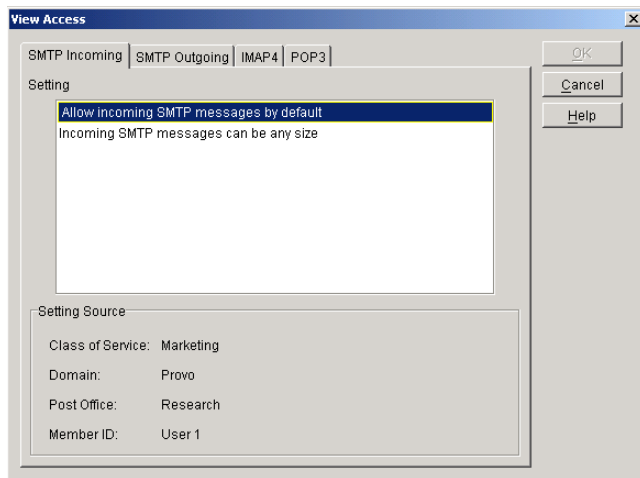 View Access
SMTP Incoming SMTP Outgoing IMAP4 POP3
OK
Setting
Cancel
Allow incoming SMTP messages by default
Help
Incoming SMTP messages can be any size
Setting Source
Class of Service: Marketing
Domain: Provo
Post Office: Research
Member ID: User 1